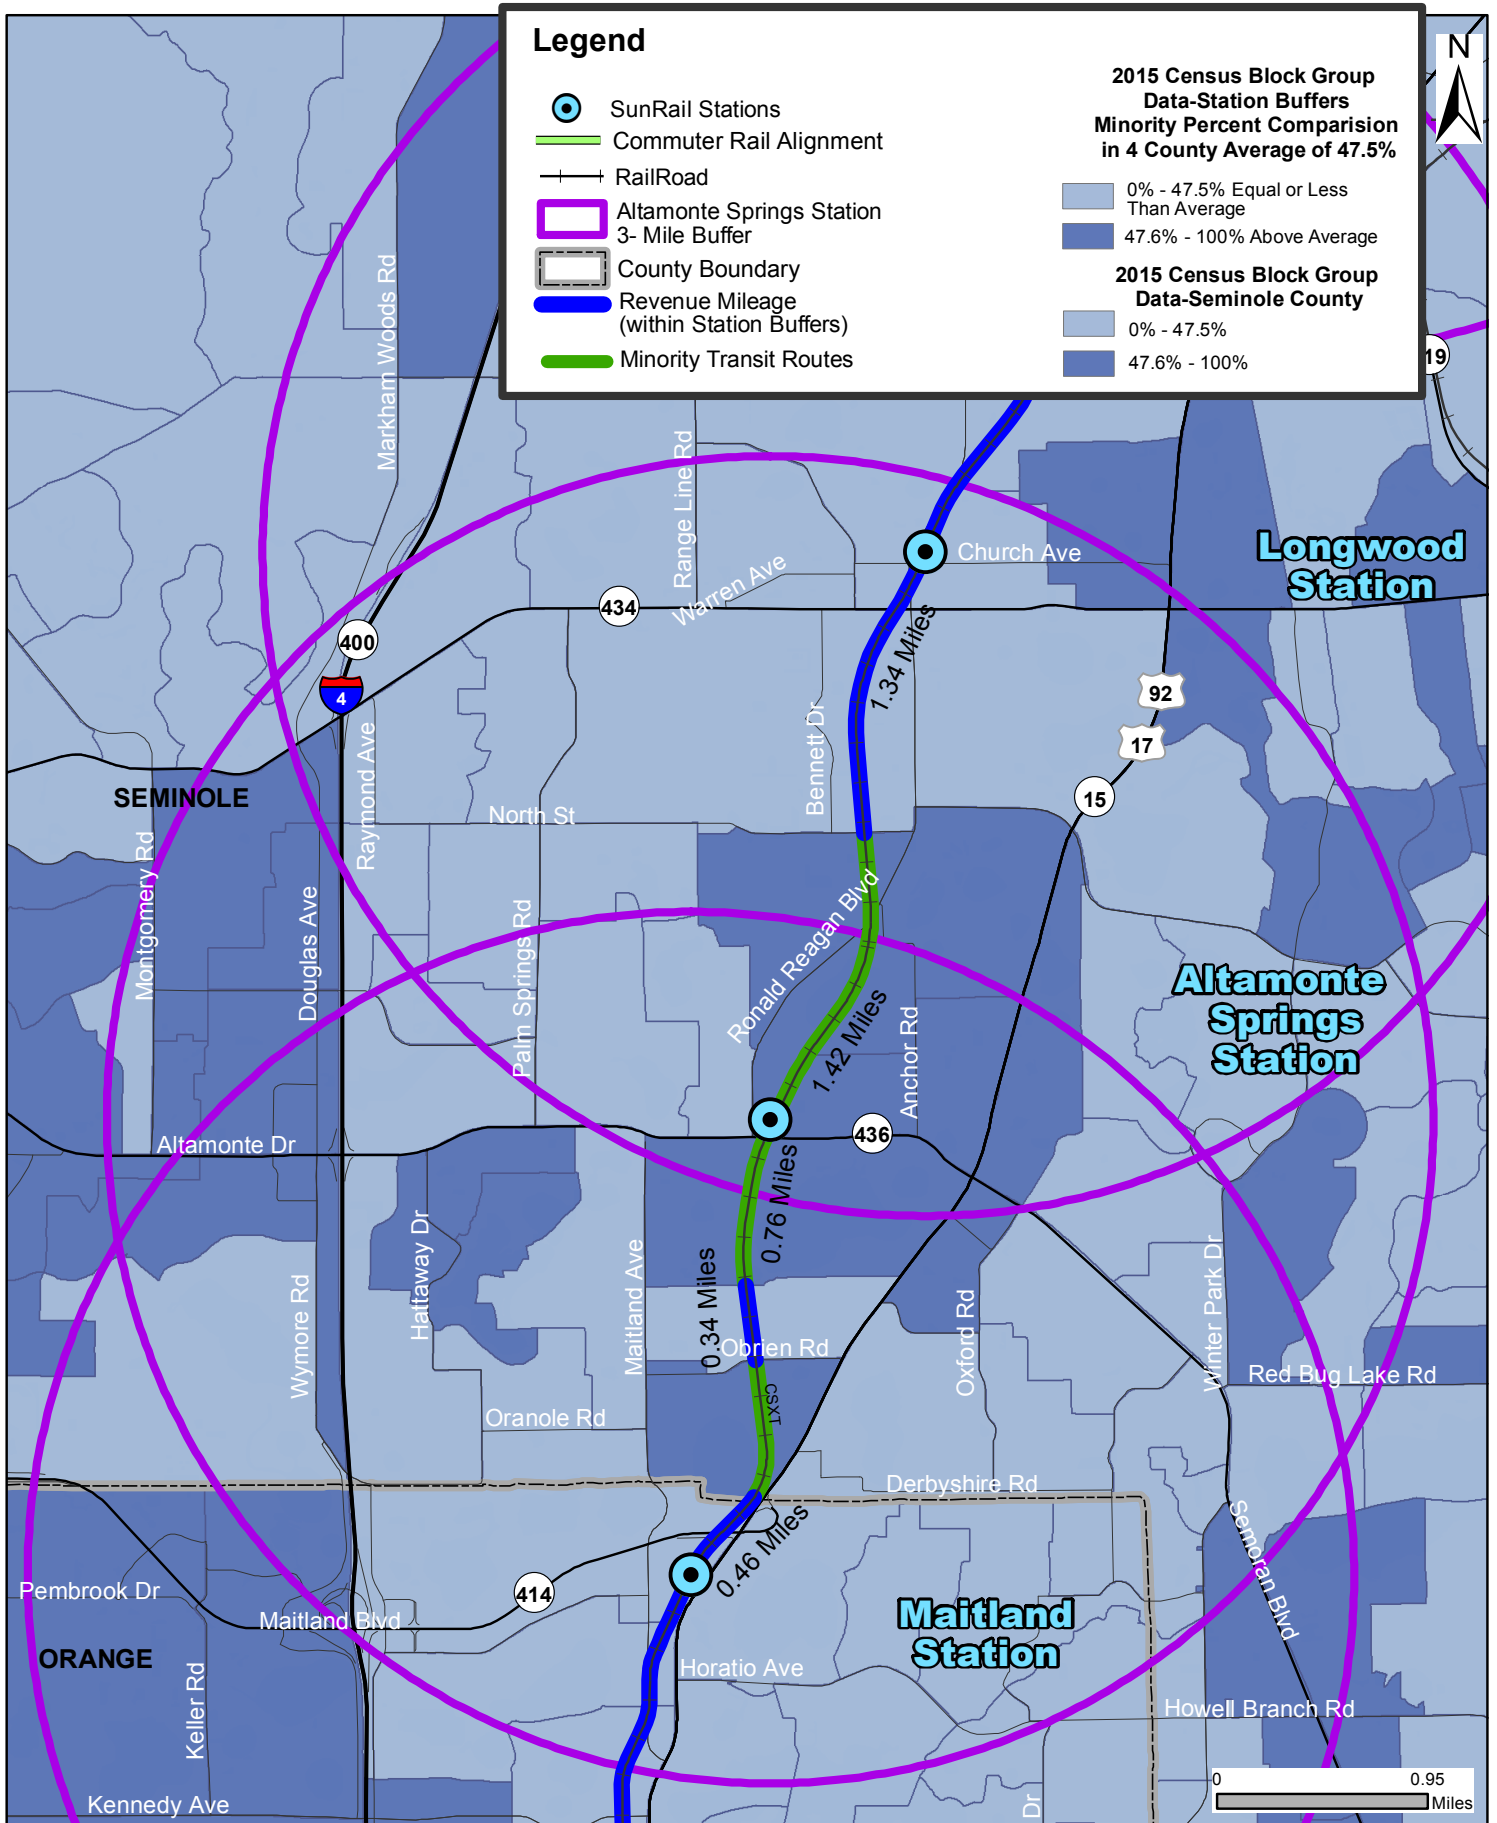 Legend
SunRail Stations
Commuter Rail Alignment
RailRoad
Altamonte Springs Station
3- Mile Buffer
County Boundary
Revenue Mileage
(within Station Buffers)
Minority Transit Routes
2015 Census Block Group
Data-Station Buffers
Minority Percent Comparision
in 4 County Average of 47.5%
0% - 47.5% Equal or Less
Than Average
47.6% - 100% Above Average
2015 Census Block Group
Data-Seminole County
0% - 47.5%
47.6% - 100%
N
19
Markham Woods Rd
Range Line Rd
Church Ave
Longwood
Station
Warren Ave
434
400
4
1.34 Miles
92
17
15
Bennett Dr
Raymond Ave
SEMINOLE
North St
Montgomery Rd
Douglas Ave
Palm Springs Rd
Ronald Reagan Blvd
Altamonte
Springs
Station
1.42 Miles
Anchor Rd
436
Altamonte Dr
0.76 Miles
Hattaway Dr
Maitland Ave
0.34 Miles
Wymore Rd
Obrien Rd
Oxford Rd
Winter Park Dr
Red Bug Lake Rd
CSXT
Oranole Rd
Derbyshire Rd
0.46 Miles
Semoran Blvd
Pembrook Dr
414
Maitland Blvd
Maitland
Station
ORANGE
Keller Rd
Horatio Ave
Howell Branch Rd
Kennedy Ave
Dr
0 0.95
Miles